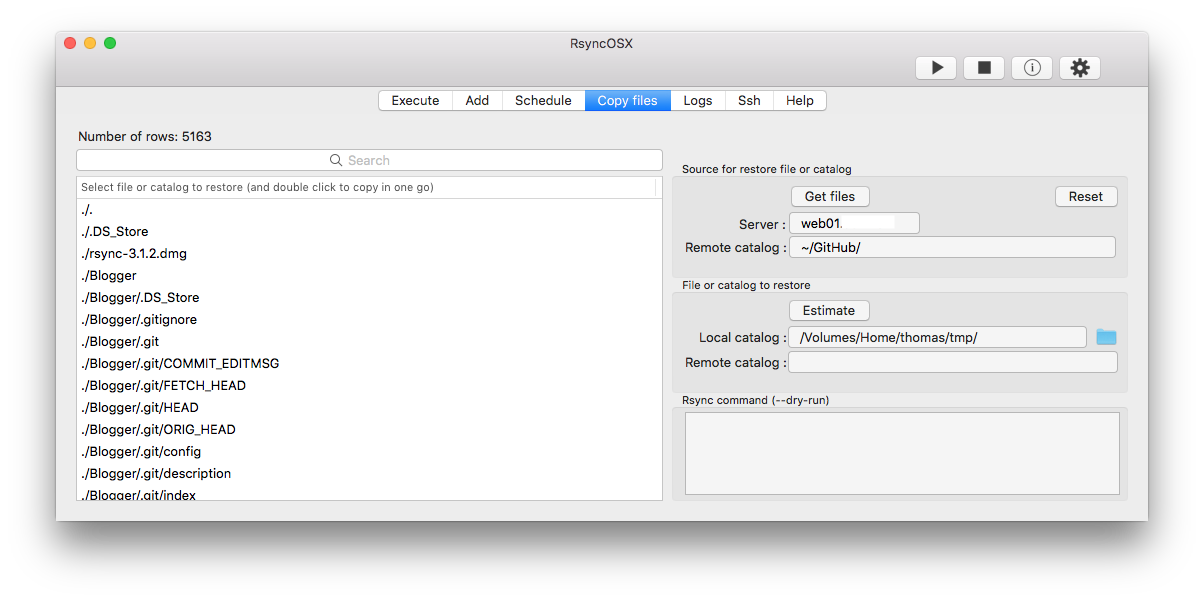 RsyncOSX
Execute Add Schedule Copy files Logs Ssh Help
Number of rows: 5163
Search
Select file or catalog to restore (and double click to copy in one go)
./.
./.DS_Store
./rsync-3.1.2.dmg
./Blogger
./Blogger/.DS_Store
./Blogger/.gitignore
./Blogger/.git
./Blogger/.git/COMMIT_EDITMSG
./Blogger/.git/FETCH_HEAD
./Blogger/.git/HEAD
./Blogger/.git/ORIG_HEAD
./Blogger/.git/config
./Blogger/.git/description
./Blogger/.git/index
Source for restore file or catalog
Get files Reset
Server : web01.
Remote catalog : ~/GitHub/
File or catalog to restore
Estimate
Local catalog : /Volumes/Home/thomas/tmp/
Remote catalog :
Rsync command (--dry-run)